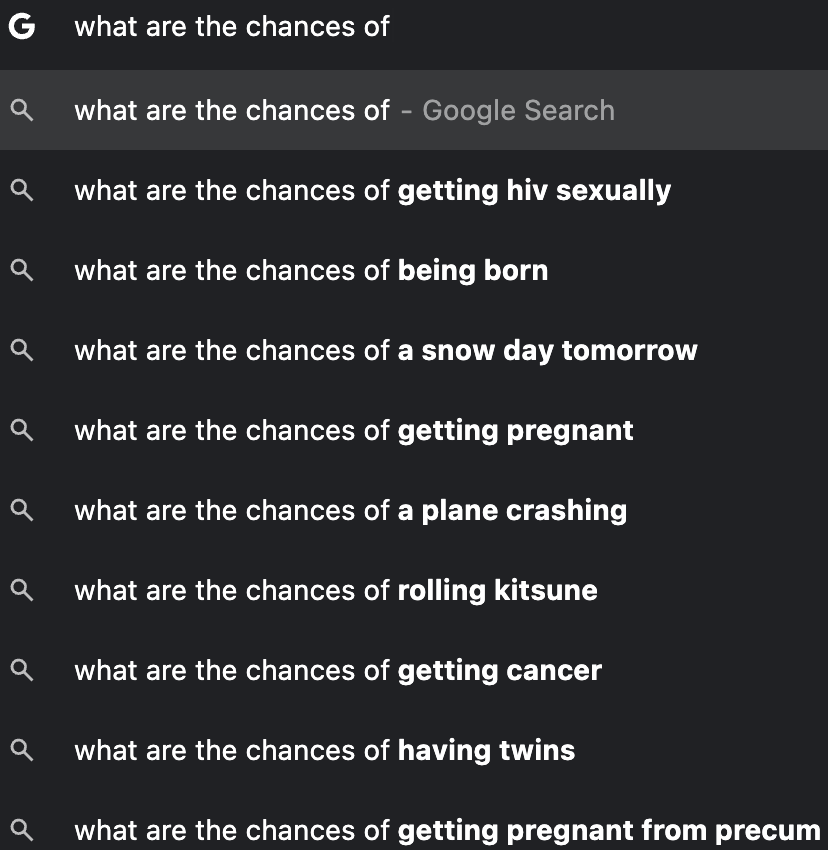 what are the chances of
what are the chances of - Google Search
what are the chances of getting hiv sexually
what are the chances of being born
what are the chances of a snow day tomorrow
what are the chances of getting pregnant
what are the chances of a plane crashing
what are the chances of rolling kitsune
what are the chances of getting cancer
what are the chances of having twins
what are the chances of getting pregnant from precum